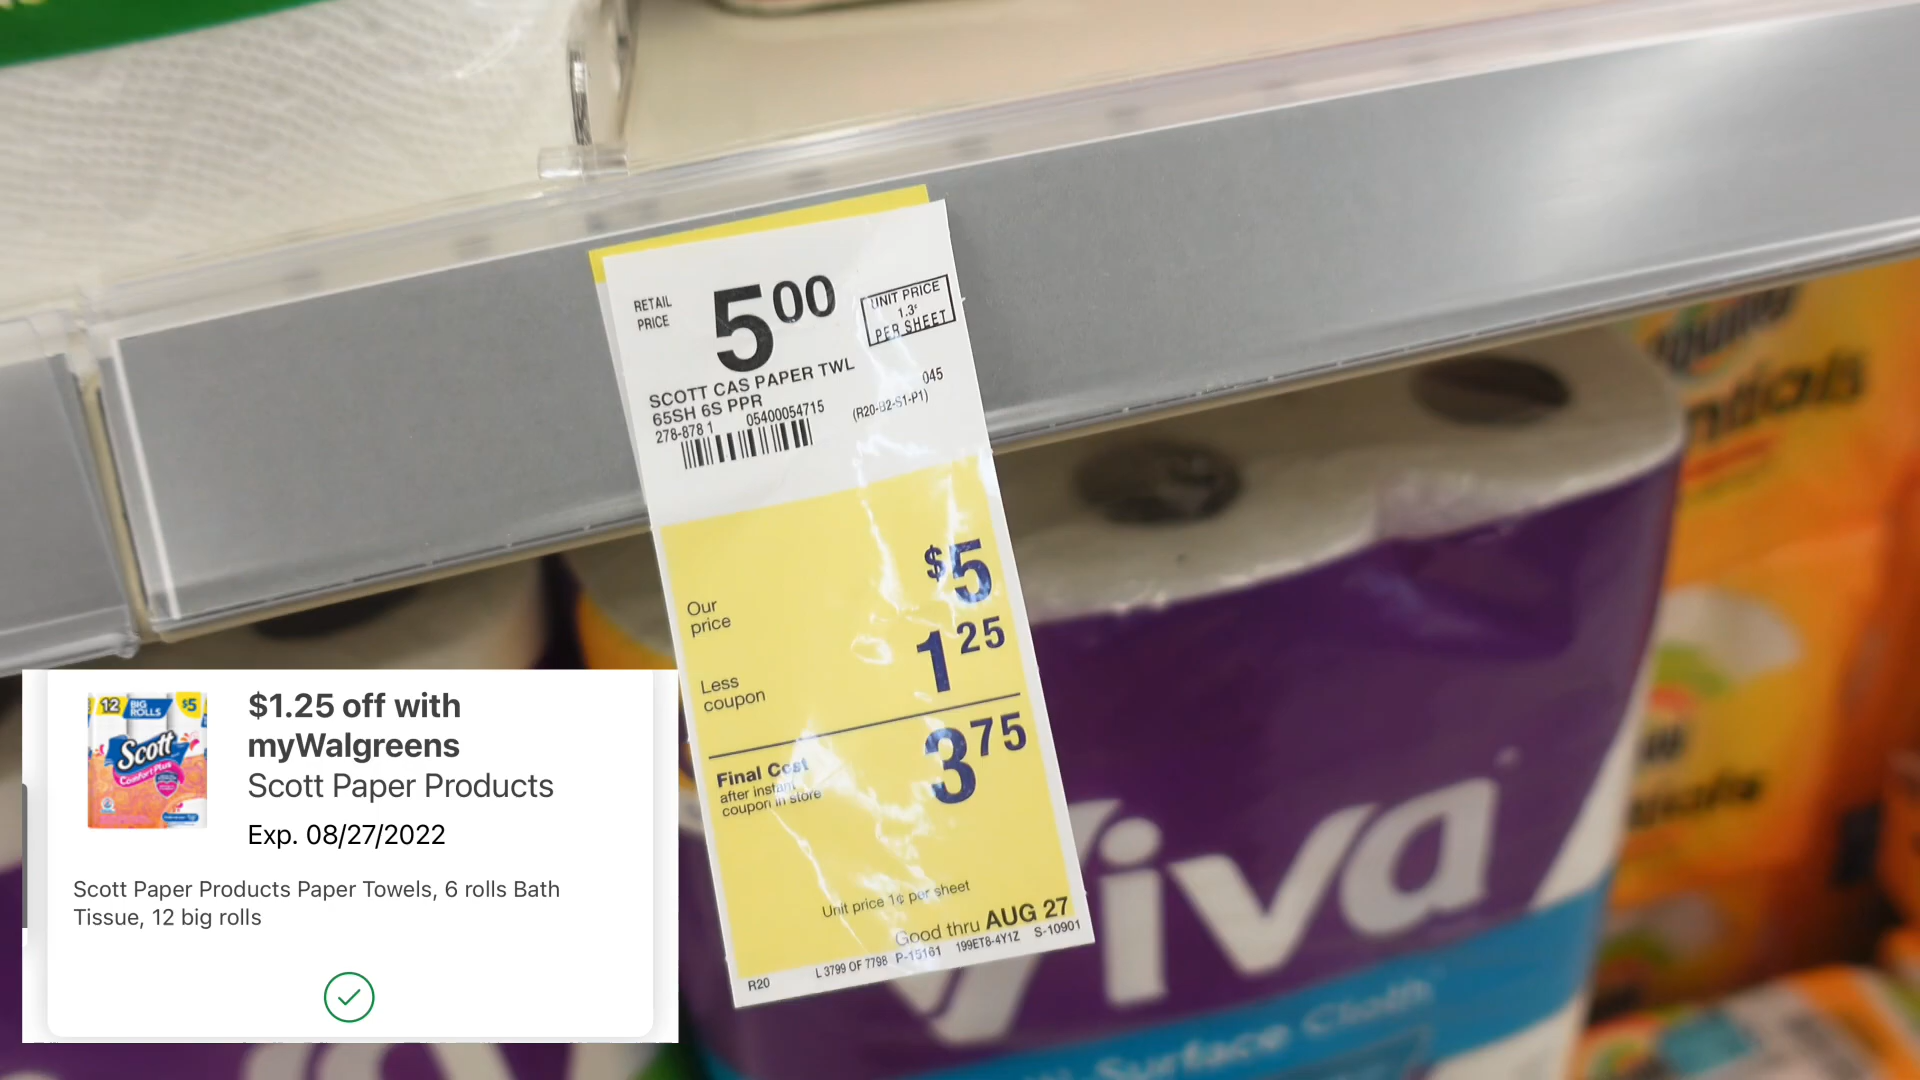 RETAIL
PRICE
5 00
UNIT PRICE
1.3¢
PER SHEET
SCOTT CAS PAPER TWL
65SH 6S PPR
045
278-878 1 05400054715 (R20-B2-S1-P1)
Our
price
$5
Less
coupon
1 25
Final Cost
after instant
coupon in store
3 75
Unit price 1¢ per sheet
Good thru AUG 27
L 3799 OF 7798 P-15161 199ET8-4Y1Z S-10901
R20
12 BIG
ROLLS
$5
Scott
Comfort Plus
$1.25 off with
myWalgreens
Scott Paper Products
Exp. 08/27/2022
Scott Paper Products Paper Towels, 6 rolls Bath
Tissue, 12 big rolls
Viva
Surface Cloth